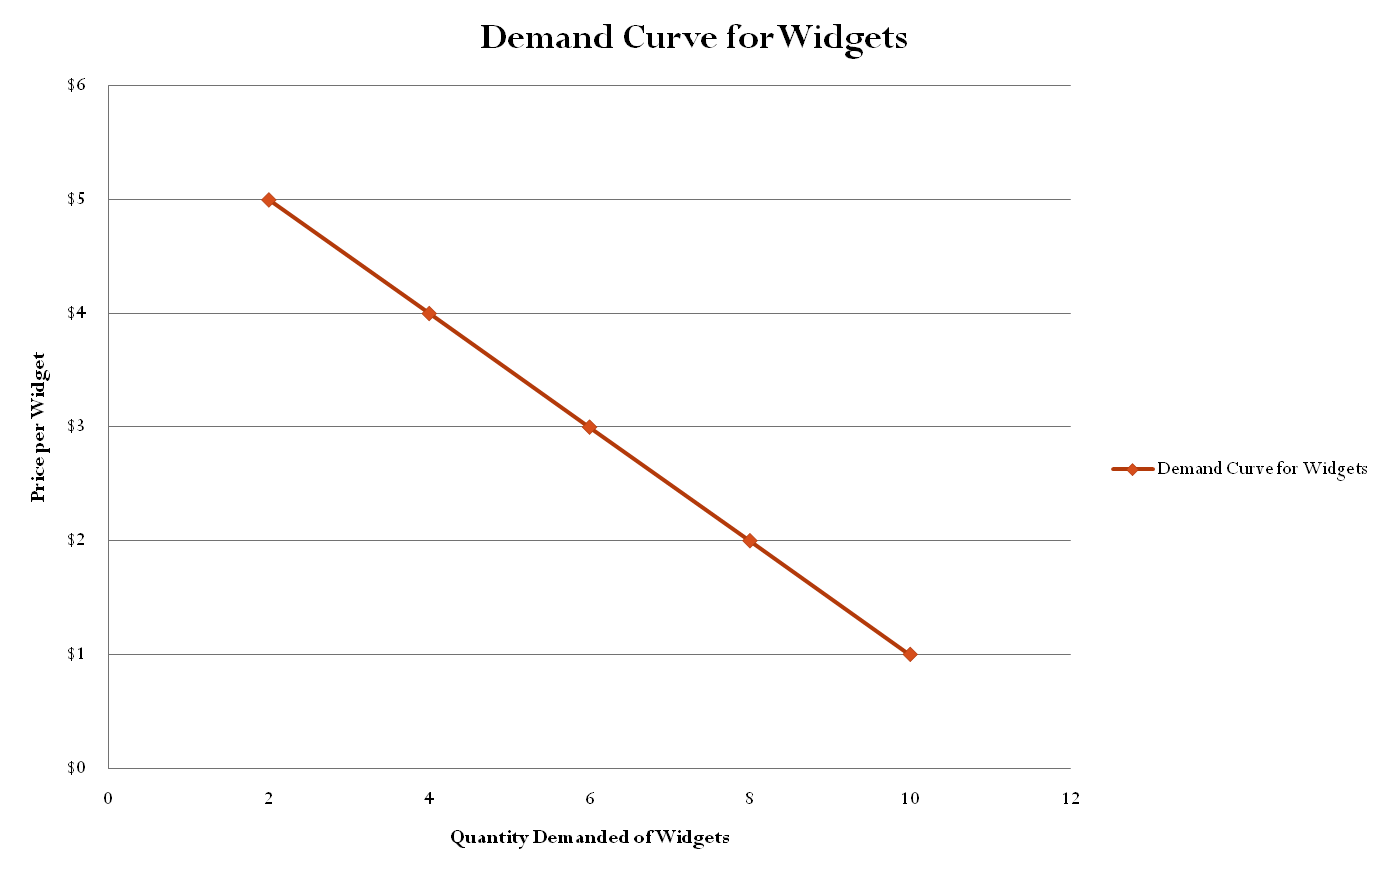 Demand Curve for Widgets
$6
$5
$4
$3
$2
$1
$0
Price per Widget
0 2 4 6 8 10 12
Quantity Demanded of Widgets
Demand Curve for Widgets